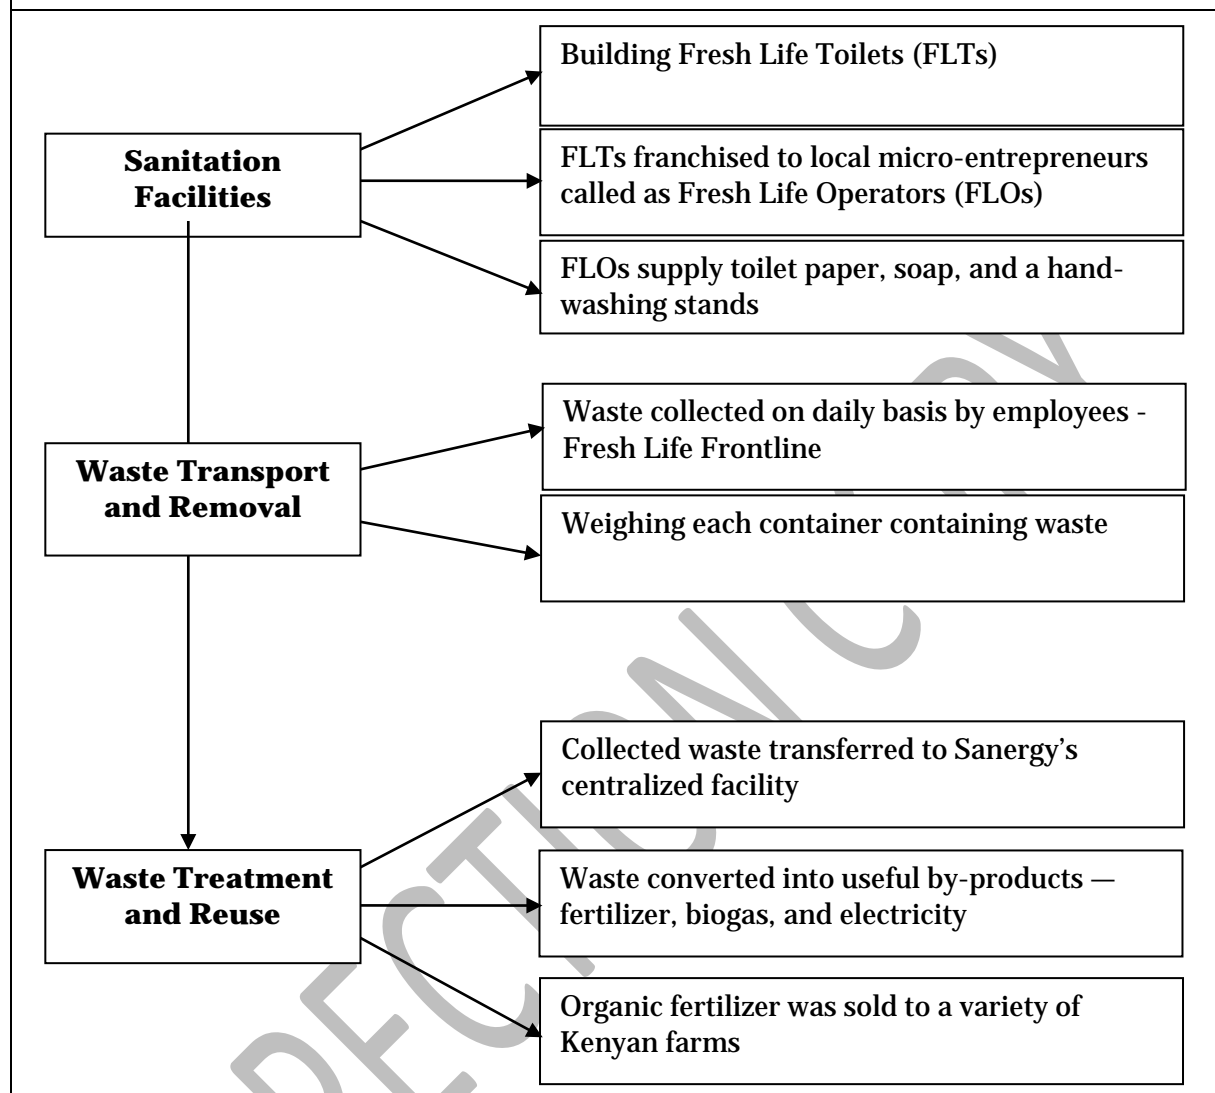 Building Fresh Life Toilets (FLTs)
Sanitation
Facilities
FLTs franchised to local micro-entrepreneurs
called as Fresh Life Operators (FLOs)
FLOs supply toilet paper, soap, and a hand-
washing stands
Waste Transport
and Removal
Waste collected on daily basis by employees -
Fresh Life Frontline
Weighing each container containing waste
Collected waste transferred to Sanergy’s
centralized facility
Waste Treatment
and Reuse
Waste converted into useful by-products —
fertilizer, biogas, and electricity
Organic fertilizer was sold to a variety of
Kenyan farms